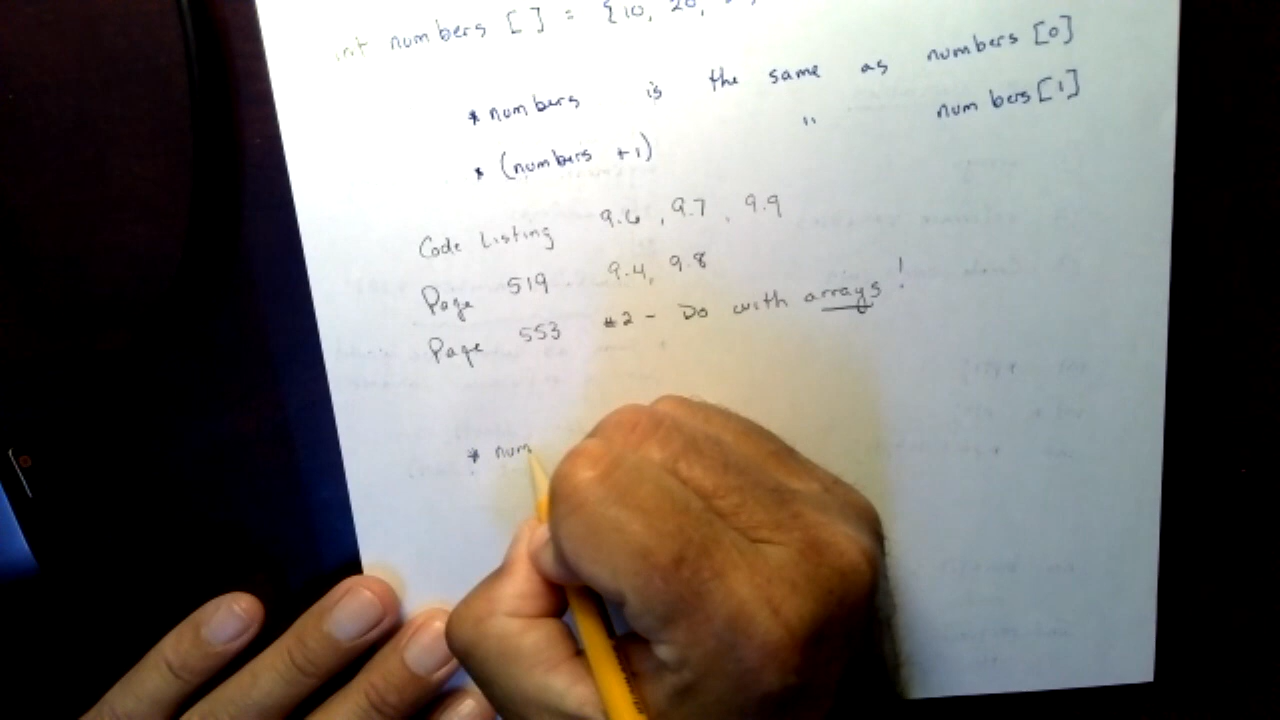 int numbers [ ] = {10, 20,
*numbers is the same as numbers [0]
* (numbers +1) " numbers [1]
Code Listing 9.6, 9.7, 9.9
Page 519 9.4, 9.8
Page 553 #2 - Do with arrays!
* num